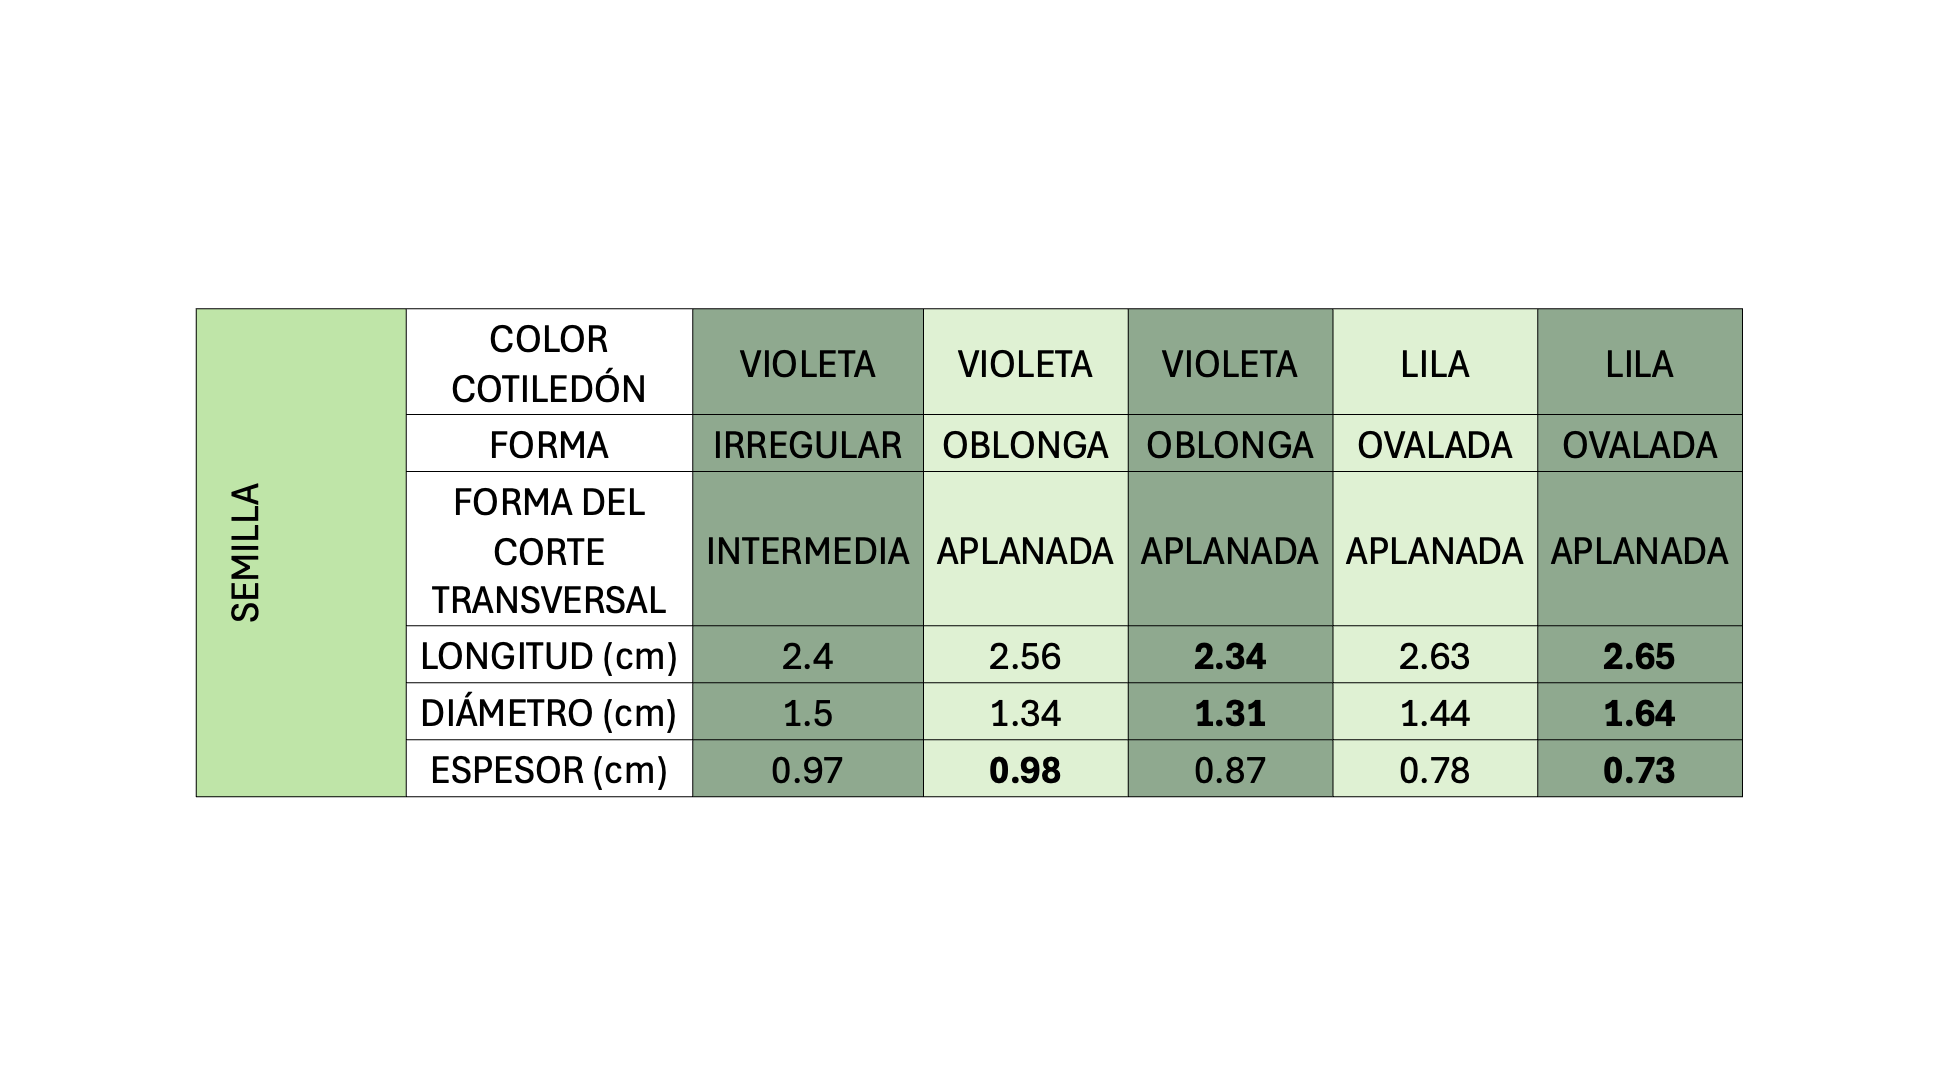 SEMILLA
COLOR
COTILEDÓN
VIOLETA
VIOLETA
VIOLETA
LILA
LILA
FORMA
IRREGULAR
OBLONGA
OBLONGA
OVALADA
OVALADA
FORMA DEL
CORTE
TRANSVERSAL
INTERMEDIA
APLANADA
APLANADA
APLANADA
APLANADA
LONGITUD (cm)
2.4
2.56
2.34
2.63
2.65
DIÁMETRO (cm)
1.5
1.34
1.31
1.44
1.64
ESPESOR (cm)
0.97
0.98
0.87
0.78
0.73